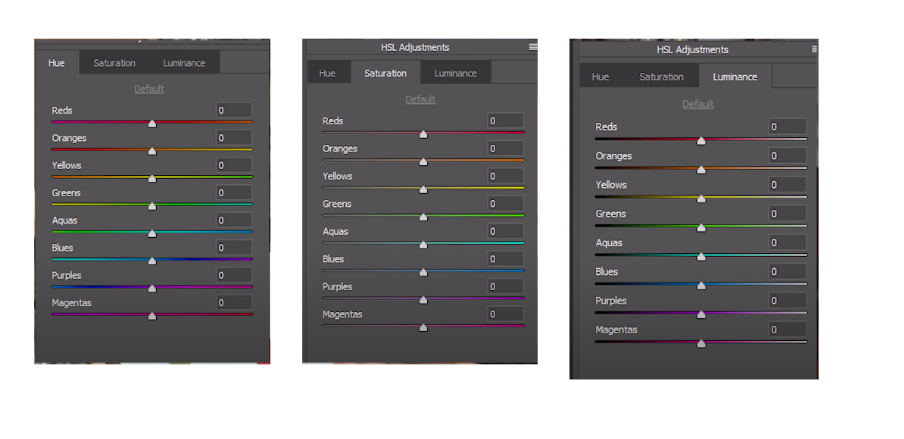 Hue Saturation Luminance
Default
Reds 0
Oranges 0
Yellows 0
Greens 0
Aquas 0
Blues 0
Purples 0
Magentas 0
HSL Adjustments
Hue Saturation Luminance
Default
Reds 0
Oranges 0
Yellows 0
Greens 0
Aquas 0
Blues 0
Purples 0
Magentas 0
HSL Adjustments
Hue Saturation Luminance
Default
Reds 0
Oranges 0
Yellows 0
Greens 0
Aquas 0
Blues 0
Purples 0
Magentas 0